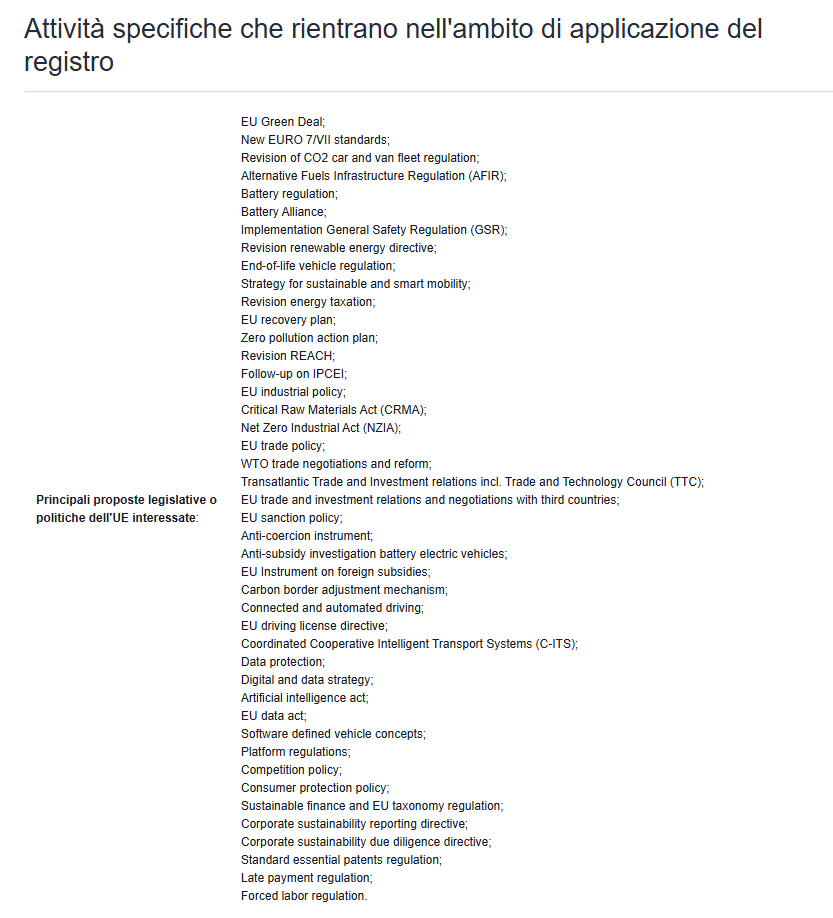 Attività specifiche che rientrano nell'ambito di applicazione del
registro
EU Green Deal;
New EURO 7/VII standards;
Revision of CO2 car and van fleet regulation;
Alternative Fuels Infrastructure Regulation (AFIR);
Battery regulation;
Battery Alliance;
Implementation General Safety Regulation (GSR);
Revision renewable energy directive;
End-of-life vehicle regulation;
Strategy for sustainable and smart mobility;
Revision energy taxation;
EU recovery plan;
Zero pollution action plan;
Revision REACH;
Follow-up on IPCEI;
EU industrial policy;
Critical Raw Materials Act (CRMA);
Net Zero Industrial Act (NZIA);
EU trade policy;
WTO trade negotiations and reform;
Transatlantic Trade and Investment relations incl. Trade and Technology Council (TTC);
Principali proposte legislative o EU trade and investment relations and negotiations with third countries;
politiche dell'UE interessate: EU sanction policy;
Anti-coercion instrument;
Anti-subsidy investigation battery electric vehicles;
EU Instrument on foreign subsidies;
Carbon border adjustment mechanism;
Connected and automated driving;
EU driving license directive;
Coordinated Cooperative Intelligent Transport Systems (C-ITS);
Data protection;
Digital and data strategy;
Artificial intelligence act;
EU data act;
Software defined vehicle concepts;
Platform regulations;
Competition policy;
Consumer protection policy;
Sustainable finance and EU taxonomy regulation;
Corporate sustainability reporting directive;
Corporate sustainability due diligence directive;
Standard essential patents regulation;
Late payment regulation;
Forced labor regulation.